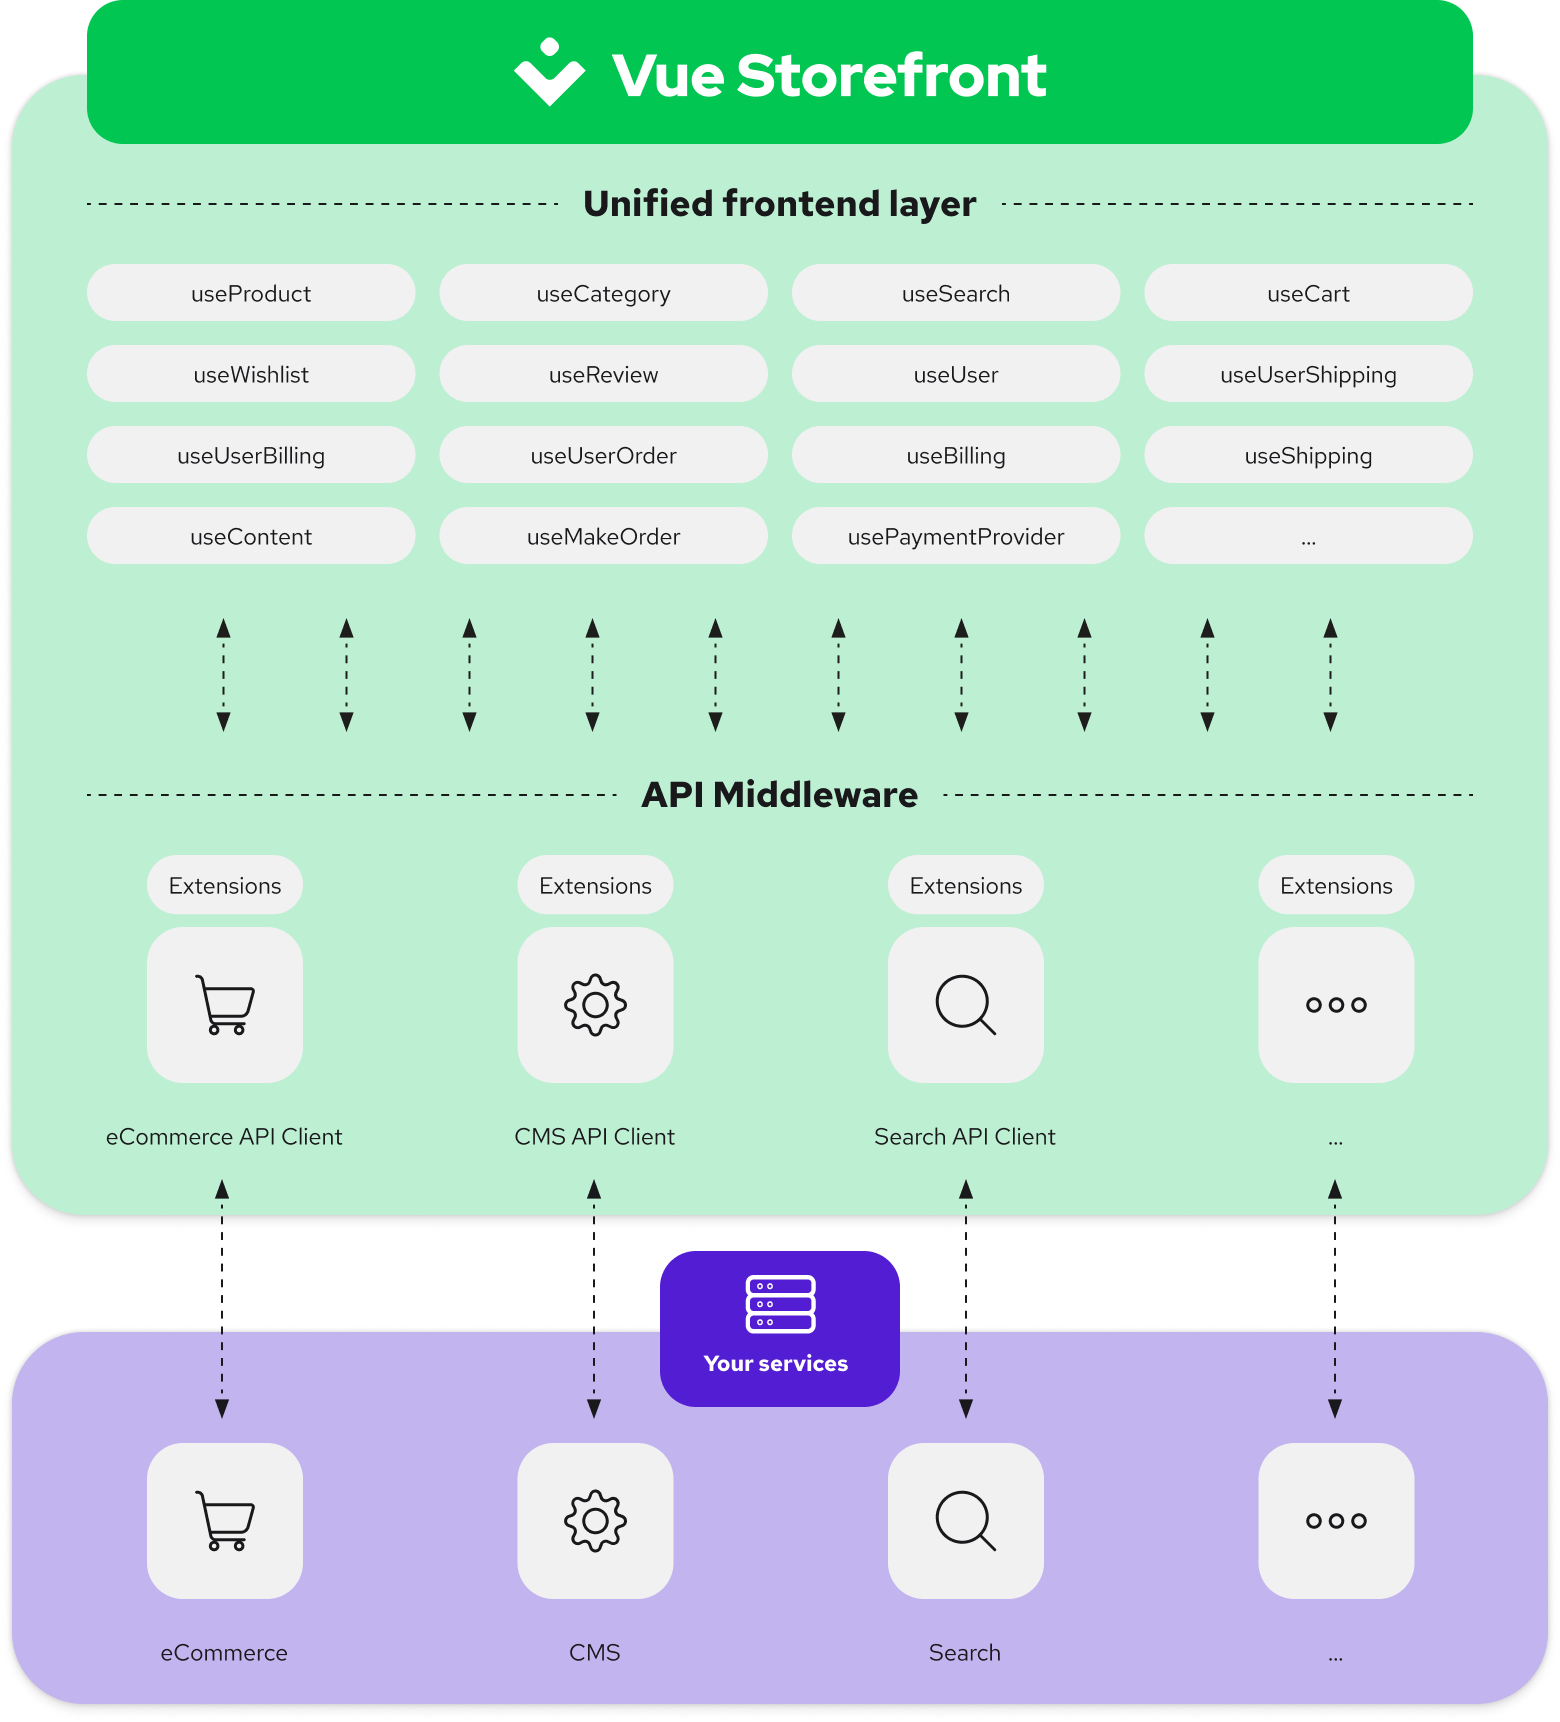 Vue Storefront
Unified frontend layer
useProduct
useCategory
useSearch
useCart
useWishlist
useReview
useUser
useUserShipping
useUserBilling
useUserOrder
useBilling
useShipping
useContent
useMakeOrder
usePaymentProvider
...
API Middleware
Extensions
Extensions
Extensions
Extensions
eCommerce API Client
CMS API Client
Search API Client
...
Your services
eCommerce
CMS
Search
...